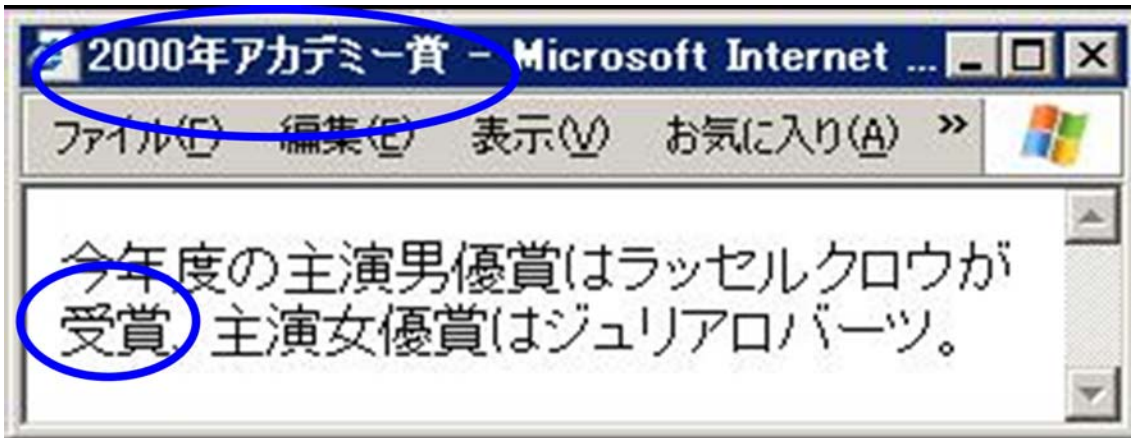 2000年アカデミー賞 - Microsoft Internet ...
ファイル(F) 編集(E) 表示(V) お気に入り(A) »
今年度の主演男優賞はラッセルクロウが
受賞、主演女優賞はジュリアロバーツ。